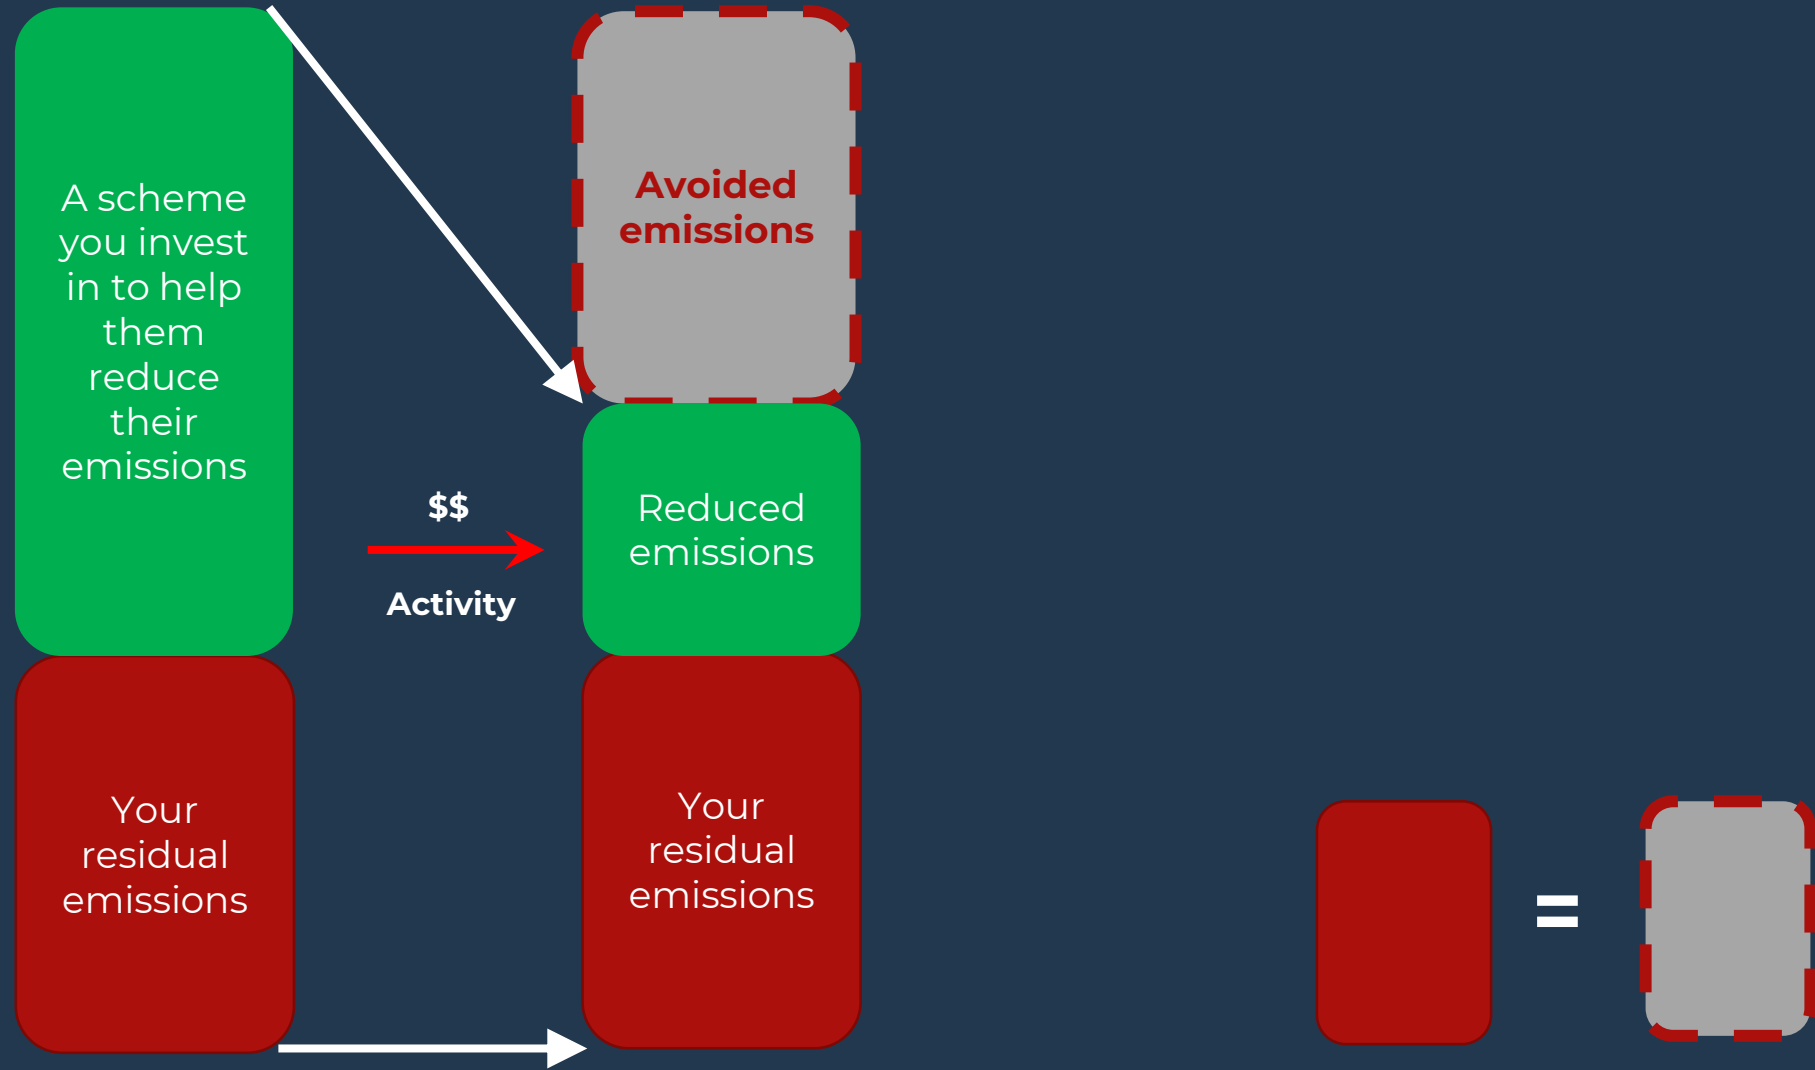 A scheme
you invest
in to help
them
reduce
their
emissions
Your
residual
emissions
$$
Activity
Avoided
emissions
Reduced
emissions
Your
residual
emissions
=